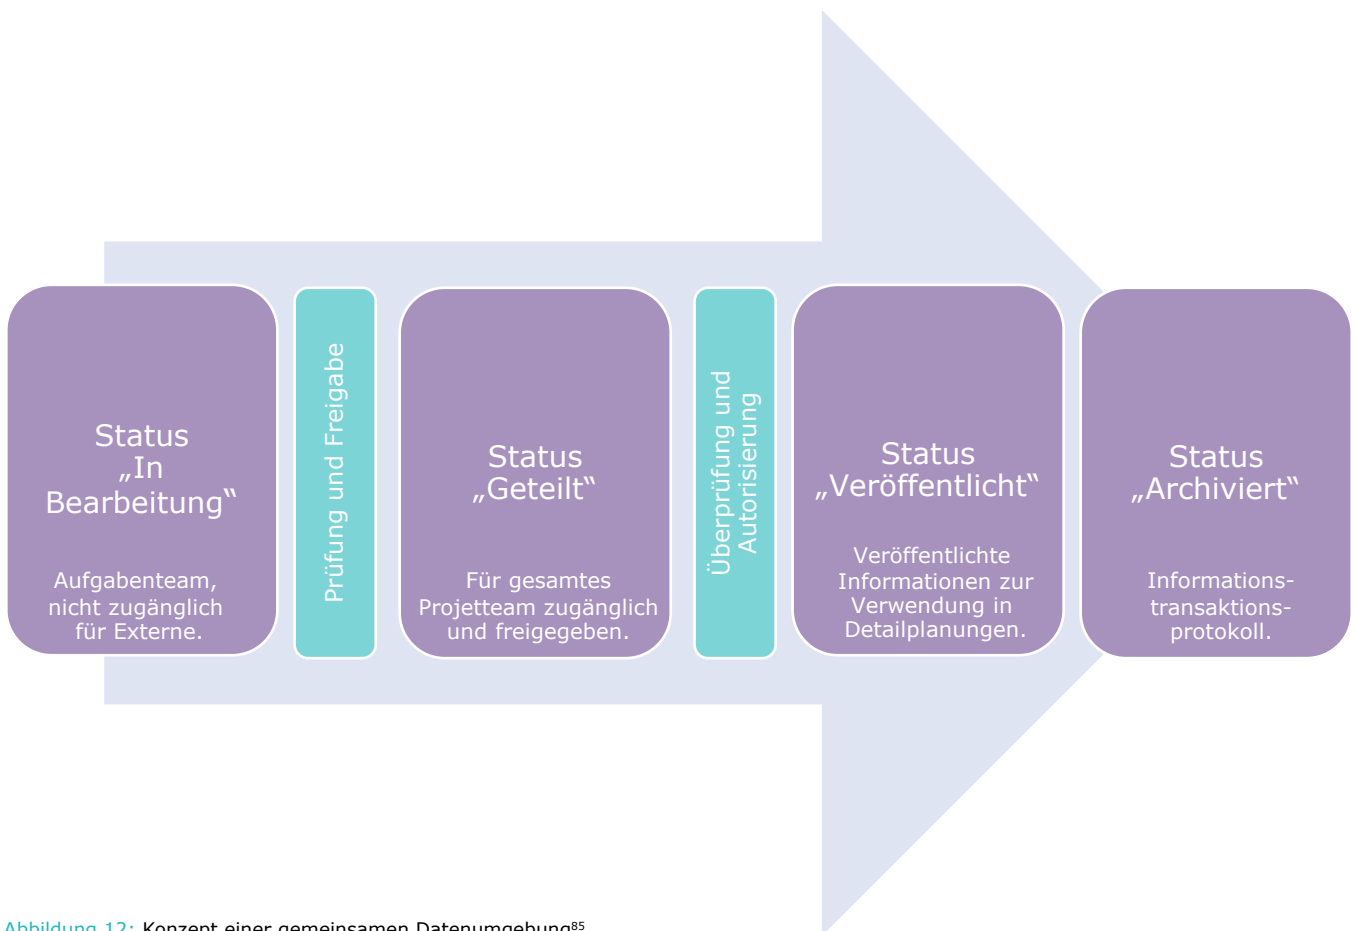 Status
„In
Bearbeitung“
Aufgabenteam,
nicht zugänglich
für Externe.
Prüfung und Freigabe
Status
„Geteilt“
Für gesamtes
Projetteam zugänglich
und freigegeben.
Überprüfung und
Autorisierung
Status
„Veröffentlicht“
Veröffentlichte
Informationen zur
Verwendung in
Detailplanungen.
Status
„Archiviert“
Informations-
transaktions-
protokoll.
Abbildung 12: Konzept einer gemeinsamen Datenumgebung⁸⁵